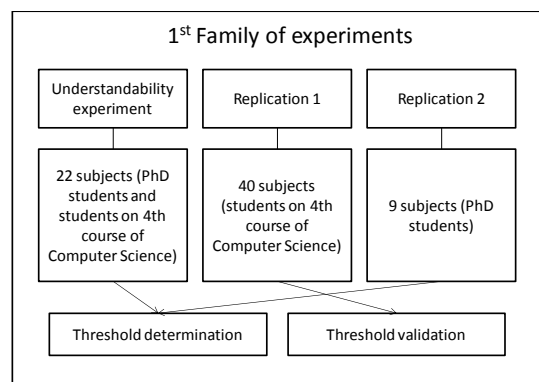 1st Family of experiments
Understandability
experiment
Replication 1
Replication 2
22 subjects (PhD
students and
students on 4th
course of
Computer Science)
40 subjects
(students on 4th
course of
Computer Science)
9 subjects (PhD
students)
Threshold determination
Threshold validation